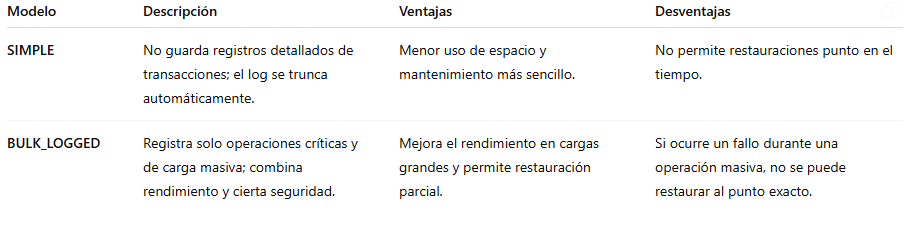 Modelo Descripción Ventajas Desventajas
SIMPLE No guarda registros detallados de Menor uso de espacio y No permite restauraciones punto en el
transacciones; el log se trunca mantenimiento más sencillo. tiempo.
automáticamente.
BULK_LOGGED Registra solo operaciones críticas y Mejora el rendimiento en cargas Si ocurre un fallo durante una
de carga masiva; combina grandes y permite restauración operación masiva, no se puede
rendimiento y cierta seguridad. parcial. restaurar al punto exacto.